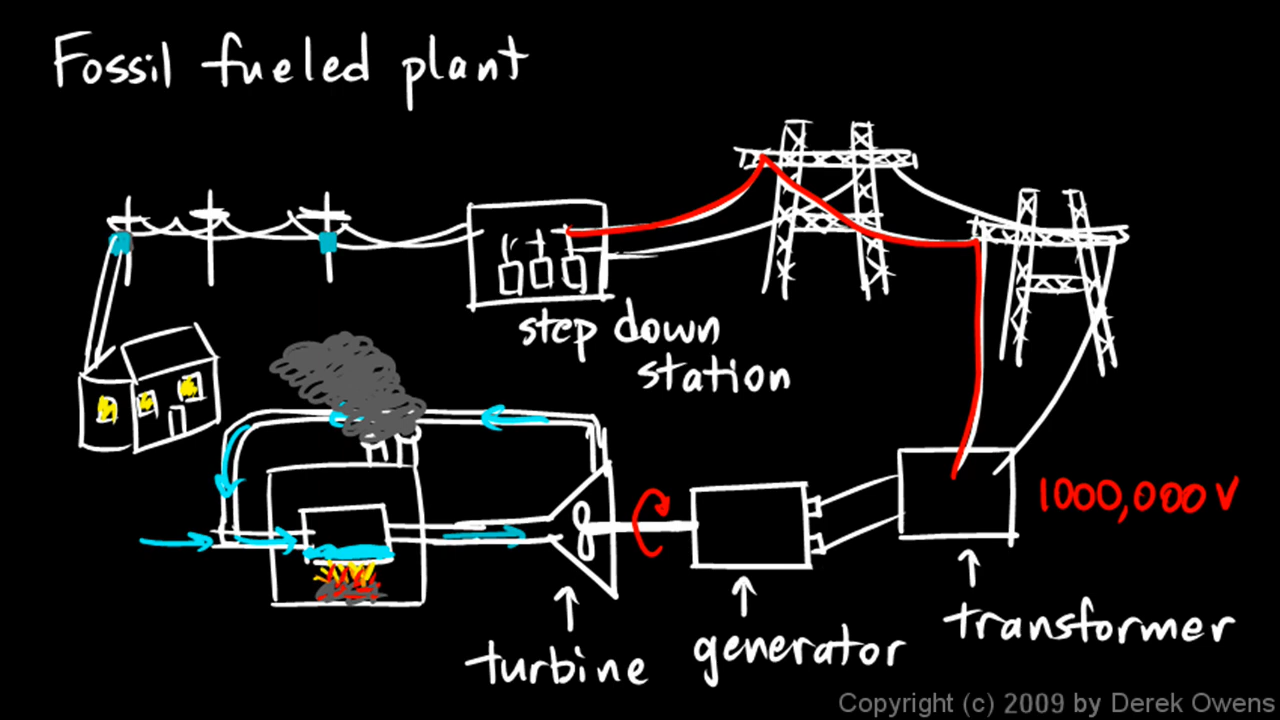 Fossil fueled plant
step down
station
1000,000 V
turbine
generator
transformer
Copyright (c) 2009 by Derek Owens